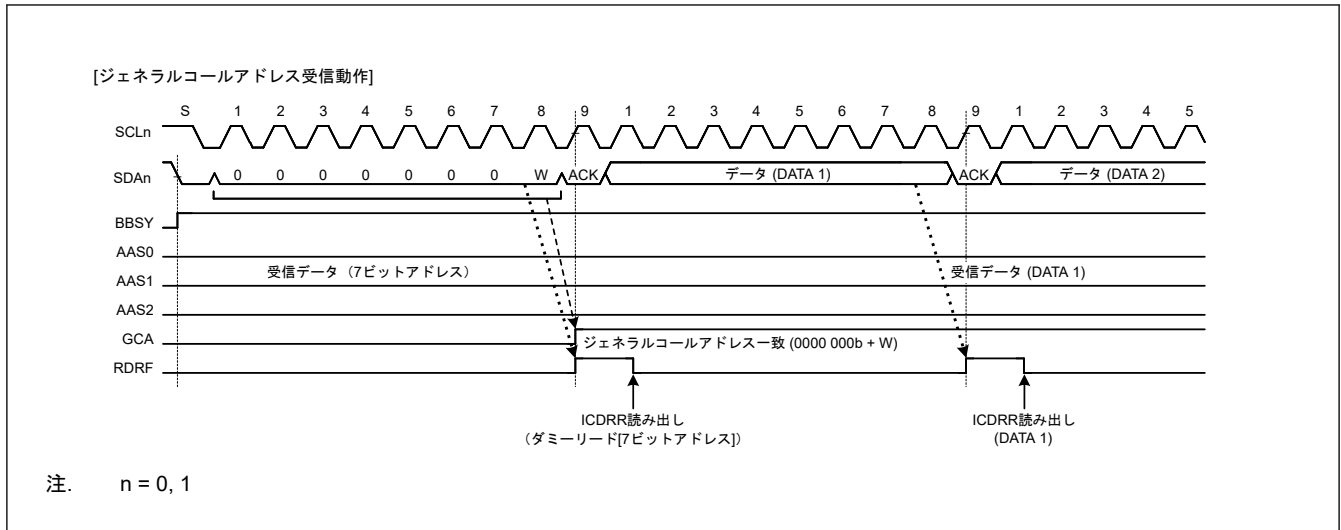 [ジェネラルコールアドレス受信動作]
S 1 2 3 4 5 6 7 8 9 1 2 3 4 5 6 7 8 9 1 2 3 4 5
SCLn
SDAn 0 0 0 0 0 0 0 W ACK データ (DATA 1) ACK データ (DATA 2)
BBSY
AAS0
受信データ（7ビットアドレス） 受信データ (DATA 1)
AAS1
AAS2
GCA ジェネラルコールアドレス一致 (0000 000b + W)
RDRF
ICDRR読み出し
（ダミーリード[7ビットアドレス]）
ICDRR読み出し
(DATA 1)
注. n = 0, 1